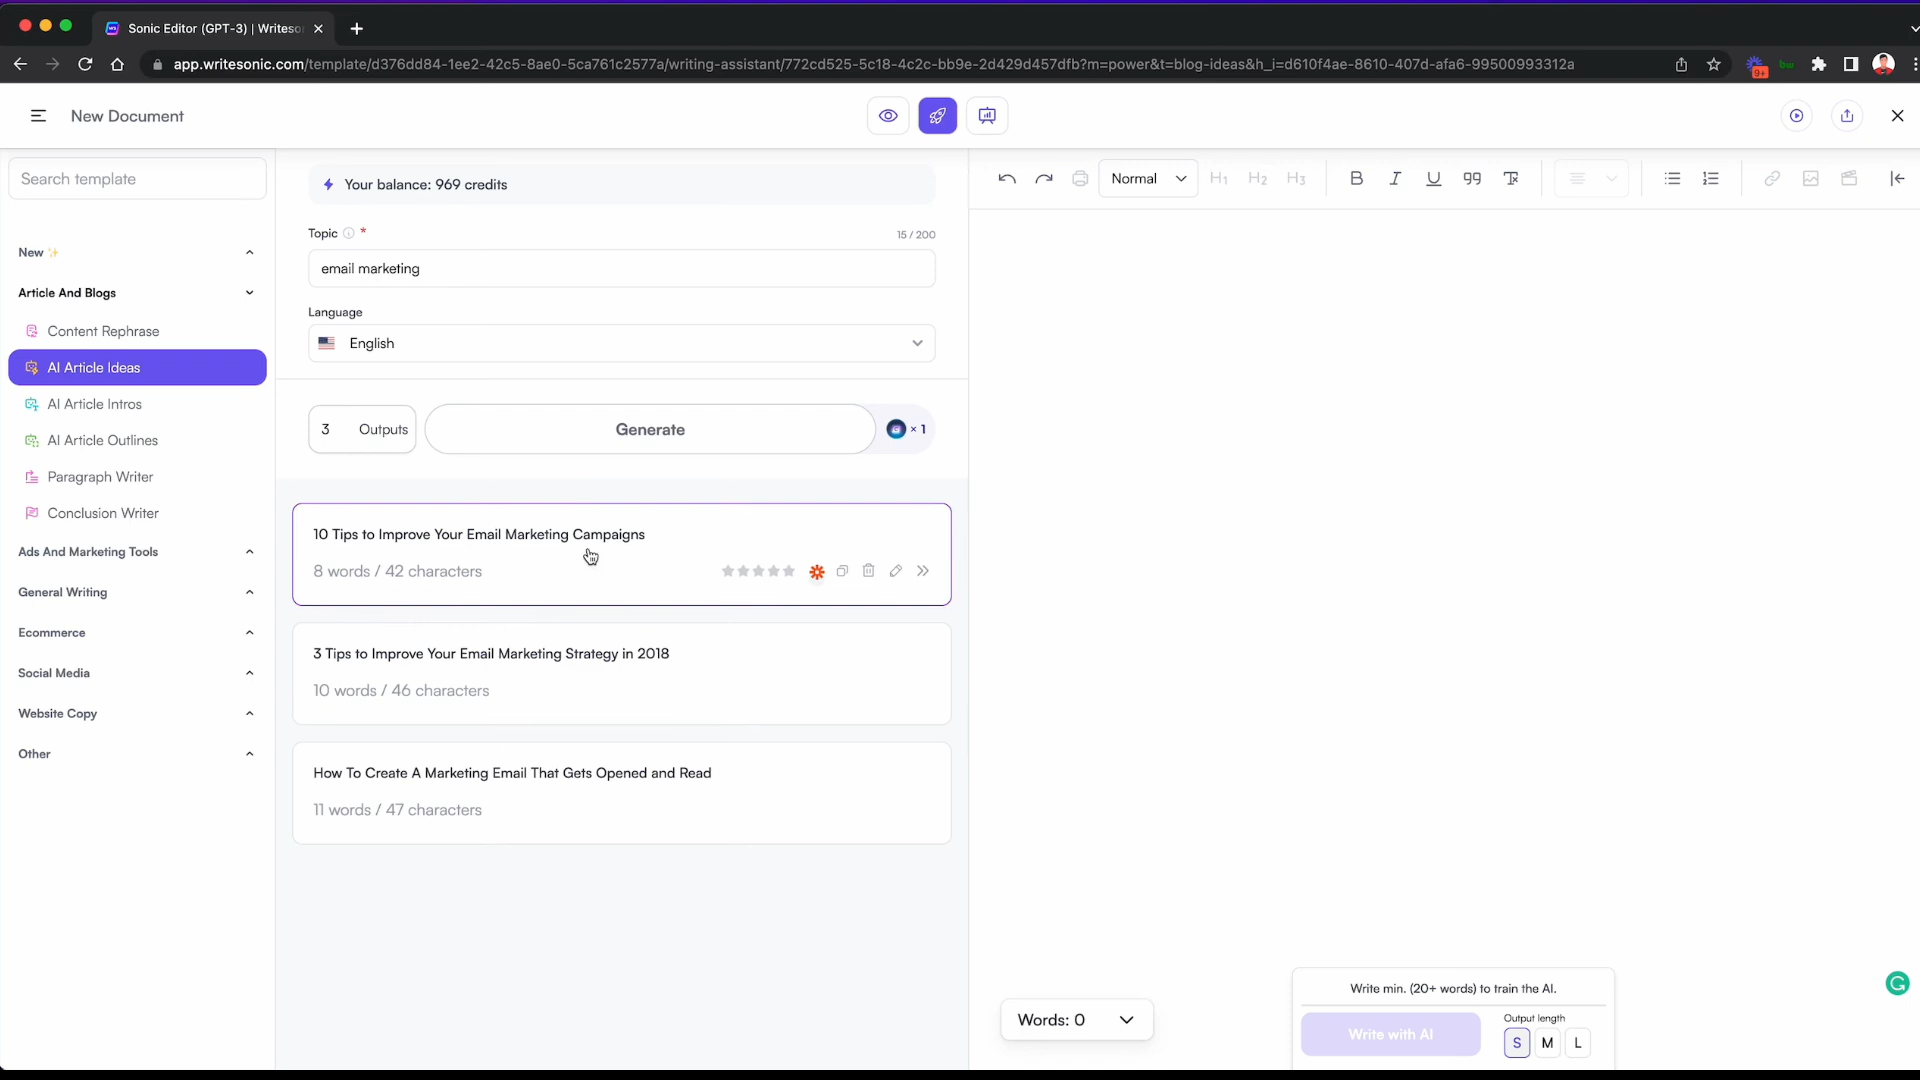 Sonic Editor (GPT-3) | Writeso
app.writesonic.com/template/d376dd84-1ee2-42c5-8ae0-5ca761c2577a/writing-assistant/772cd525-5c18-4c2c-bb9e-2d429d457dfb?m=power&t=blog-ideas&h_i=d610f4ae-8610-407d-afa6-99500993312a
9+
bw
New Document
Search template
New
Article And Blogs
Content Rephrase
AI Article Ideas
AI Article Intros
AI Article Outlines
Paragraph Writer
Conclusion Writer
Ads And Marketing Tools
General Writing
Ecommerce
Social Media
Website Copy
Other
Your balance: 969 credits
Topic *
15 / 200
email marketing
Language
English
3 Outputs
Generate
× 1
10 Tips to Improve Your Email Marketing Campaigns
8 words / 42 characters
3 Tips to Improve Your Email Marketing Strategy in 2018
10 words / 46 characters
How To Create A Marketing Email That Gets Opened and Read
11 words / 47 characters
Normal
H1 H2 H3
B I U
Words: 0
Write min. (20+ words) to train the AI.
Write with AI
Output length
S M L